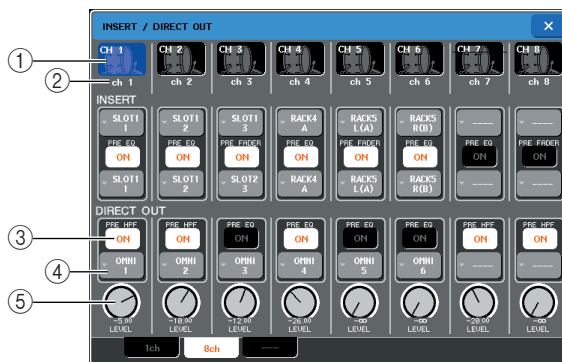 INSERT / DIRECT OUT ×
① CH 1 CH 2 CH 3 CH 4 CH 5 CH 6 CH 7 CH 8
② ch 1 ch 2 ch 3 ch 4 ch 5 ch 6 ch 7 ch 8
INSERT
SLOT1 1 SLOT1 2 SLOT1 3 RACK4 A RACK5 L(A) RACK5 R(B) ---- ----
PRE EQ PRE EQ PRE FADER PRE EQ PRE FADER PRE EQ PRE EQ PRE FADER
ON ON ON ON ON ON ON ON
SLOT1 1 SLOT1 2 SLOT2 3 RACK4 A RACK5 L(A) RACK5 R(B) ---- ----
DIRECT OUT
PRE HPF PRE HPF PRE EQ PRE EQ PRE EQ PRE EQ PRE HPF PRE HPF
③ ON ON ON ON ON ON ON ON
④ OMNI 1 OMNI 2 OMNI 3 OMNI 4 OMNI 5 OMNI 6 ---- ----
⑤ -5.00 -10.00 -12.00 -26.00 -∞ -∞ -20.00 -∞
LEVEL LEVEL LEVEL LEVEL LEVEL LEVEL LEVEL LEVEL
1ch 8ch ---